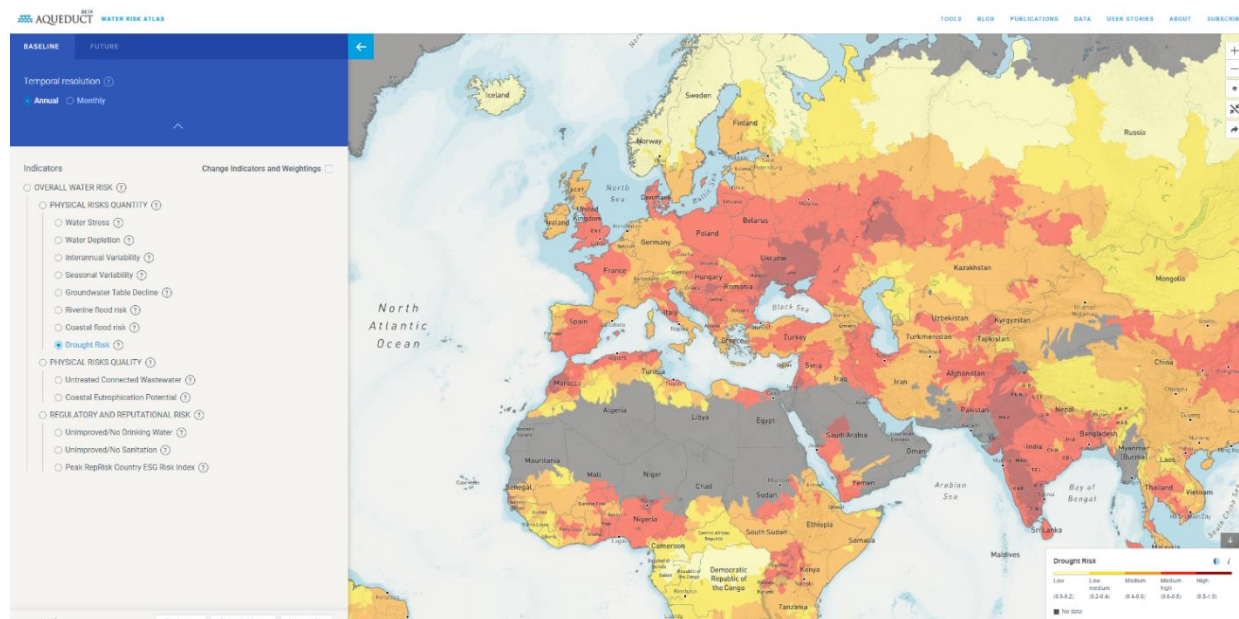 BETA
AQUEDUCT WATER RISK ATLAS
TOOLS BLOG PUBLICATIONS DATA USER STORIES ABOUT SUBSCRIBE
BASELINE FUTURE
Temporal resolution ?
Annual Monthly
Indicators Change Indicators and Weightings
OVERALL WATER RISK ?
PHYSICAL RISKS QUANTITY ?
Water Stress ?
Water Depletion ?
Interannual Variability ?
Seasonal Variability ?
Groundwater Table Decline ?
Riverine flood risk ?
Coastal flood risk ?
Drought Risk ?
PHYSICAL RISKS QUALITY ?
Untreated Connected Wastewater ?
Coastal Eutrophication Potential ?
REGULATORY AND REPUTATIONAL RISK ?
Unimproved/No Drinking Water ?
Unimproved/No Sanitation ?
Peak RepRisk Country ESG Risk Index ?
Iceland
Sweden
Finland
Norway
Russia
North
Sea
Denmark
Baltic Sea
United
Kingdom
Ireland
Belarus
Poland
Germany
Ukraine
Kazakhstan
Mongolia
France
Hungary
Romania
North
Atlantic
Ocean
Black Sea
Italy
Spain
Uzbekistan
Kyrgyzstan
Turkmenistan
Tajikistan
Greece
Turkey
Syria
China
Tunisia
Morocco
Iraq
Iran
Afghanistan
Algeria
Libya
Egypt
Pakistan
Nepal
Saudi Arabia
India
Bangladesh
Oman
Myanmar
(Burma)
Laos
Mauritania
Mali
Niger
Chad
Sudan
Yemen
Arabian
Sea
Bay of
Bengal
Thailand
Vietnam
Senegal
Nigeria
South Sudan
Ethiopia
Somalia
Sri Lanka
Cameroon
Maldives
Malaysia
Democratic
Republic of
the Congo
Kenya
Tanzania
South China Sea
Drought Risk i
Low Low medium Medium Medium high High
(0.0-0.2) (0.2-0.4) (0.4-0.6) (0.6-0.8) (0.8-1.0)
No data